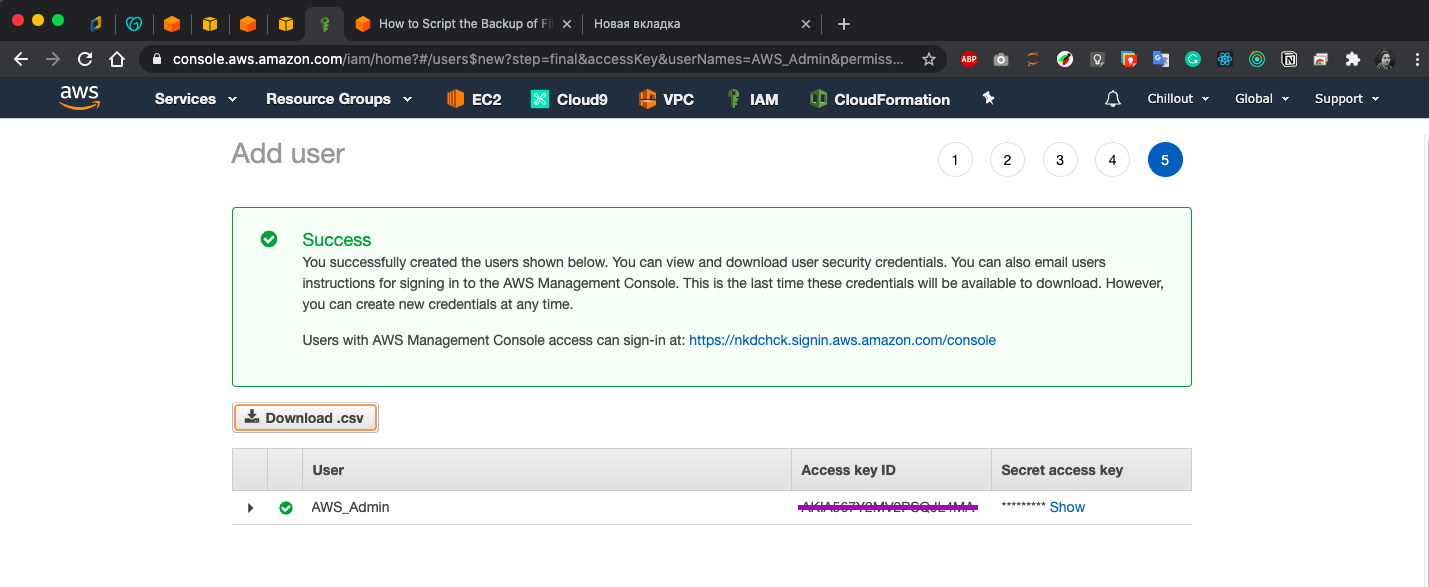 How to Script the Backup of Fil
Новая вкладка
console.aws.amazon.com/iam/home?#/users$new?step=final&accessKey&userNames=AWS_Admin&permiss...
ABP
aws
Services
Resource Groups
EC2
Cloud9
VPC
IAM
CloudFormation
Chillout
Global
Support
Add user
1
2
3
4
5
Success
You successfully created the users shown below. You can view and download user security credentials. You can also email users
instructions for signing in to the AWS Management Console. This is the last time these credentials will be available to download. However,
you can create new credentials at any time.
Users with AWS Management Console access can sign-in at: https://nkdchck.signin.aws.amazon.com/console
Download .csv
User
Access key ID
Secret access key
AWS_Admin
********* Show